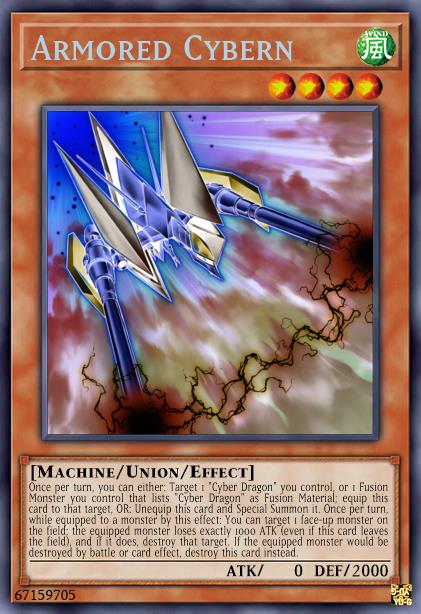 ARMORED CYBERN
WIND
風
[MACHINE/UNION/EFFECT]
Once per turn, you can either: Target 1 "Cyber Dragon" you control, or 1 Fusion
Monster you control that lists "Cyber Dragon" as Fusion Material; equip this
card to that target, OR: Unequip this card and Special Summon it. Once per turn,
while equipped to a monster by this effect: You can target 1 face-up monster on
the field; the equipped monster loses exactly 1000 ATK (even if this card leaves
the field), and if it does, destroy that target. If the equipped monster would be
destroyed by battle or card effect, destroy this card instead.
ATK/ 0 DEF/2000
67159705